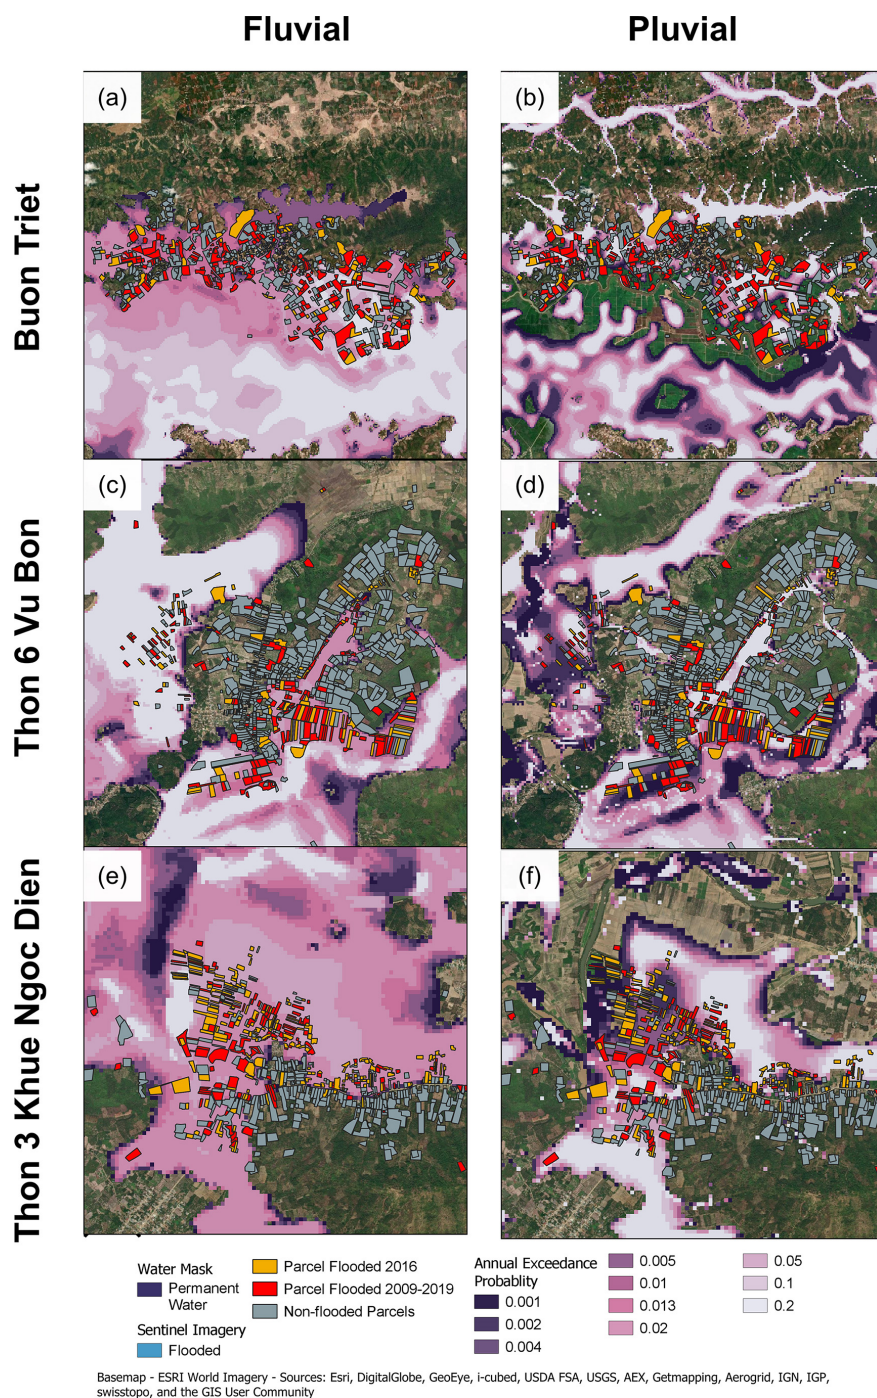 Fluvial
Pluvial
Buon Triet
(a)
(b)
Thon 6 Vu Bon
(c)
(d)
Thon 3 Khue Ngoc Dien
(e)
(f)
Water Mask
Permanent
Water
Sentinel Imagery
Flooded
Parcel Flooded 2016
Parcel Flooded 2009-2019
Non-flooded Parcels
Annual Exceedance
Probablity
0.001
0.002
0.004
0.005
0.01
0.013
0.02
0.05
0.1
0.2
Basemap - ESRI World Imagery - Sources: Esri, DigitalGlobe, GeoEye, i-cubed, USDA FSA, USGS, AEX, Getmapping, Aerogrid, IGN, IGP,
swisstopo, and the GIS User Community